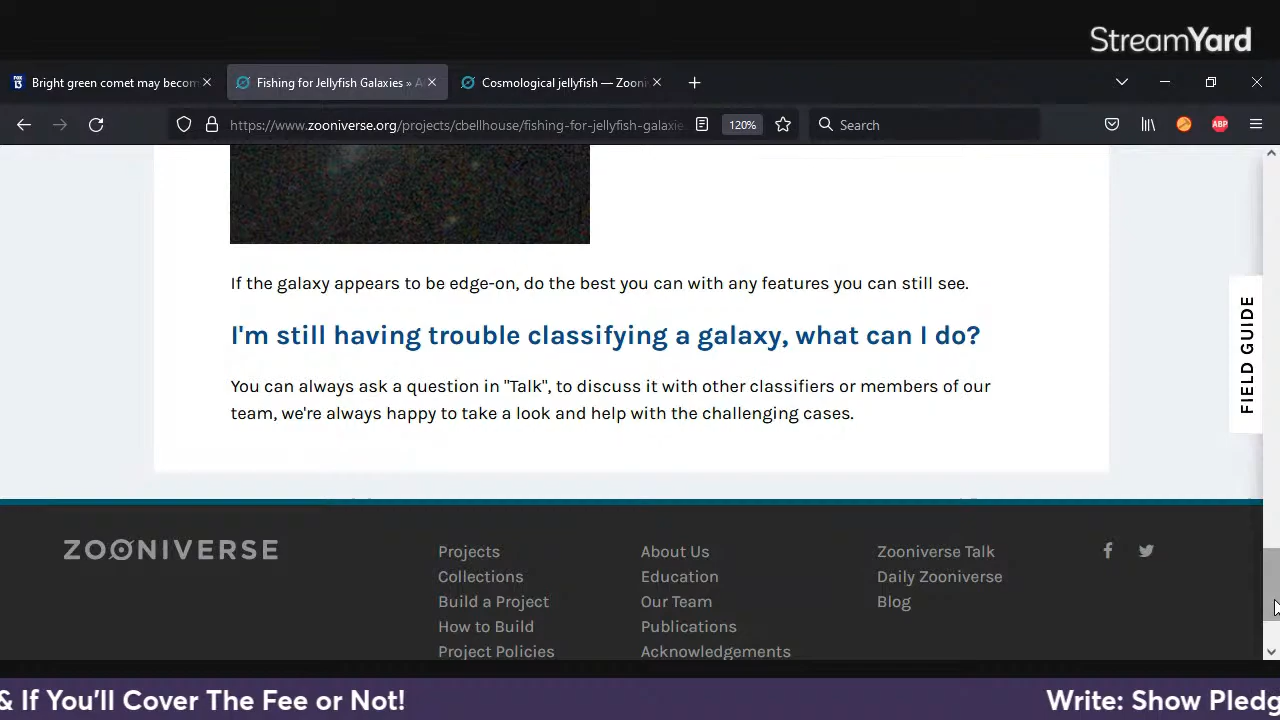 StreamYard
Bright green comet may becom
Fishing for Jellyfish Galaxies » A
Cosmological jellyfish — Zooni
https://www.zooniverse.org/projects/cbellhouse/fishing-for-jellyfish-galaxie
120%
Search
ABP
If the galaxy appears to be edge-on, do the best you can with any features you can still see.
I'm still having trouble classifying a galaxy, what can I do?
You can always ask a question in "Talk", to discuss it with other classifiers or members of our
team, we're always happy to take a look and help with the challenging cases.
FIELD GUIDE
ZOONIVERSE
Projects
Collections
Build a Project
How to Build
Project Policies
About Us
Education
Our Team
Publications
Acknowledgements
Zooniverse Talk
Daily Zooniverse
Blog
& If You'll Cover The Fee or Not!
Write: Show Pledg